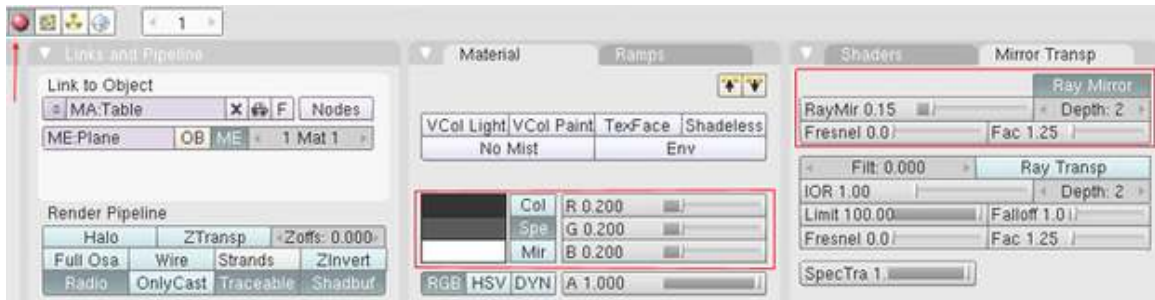 1
Links and Pipeline
Link to Object
MA:Table
X
F
Nodes
ME:Plane
OB
ME
1 Mat 1
Render Pipeline
Halo
ZTransp
Zoffs: 0.000
Full Osa
Wire
Strands
ZInvert
Radio
OnlyCast
Traceable
Shadbuf
Material
Ramps
VCol Light
VCol Paint
TexFace
Shadeless
No Mist
Env
Col
R 0.200
Spe
G 0.200
Mir
B 0.200
RGB
HSV
DYN
A 1.000
Shaders
Mirror Transp
Ray Mirror
RayMir 0.15
Depth: 2
Fresnel 0.0
Fac 1.25
Filt: 0.000
Ray Transp
IOR 1.00
Depth: 2
Limit 100.00
Falloff 1.0
Fresnel 0.0
Fac 1.25
SpecTra 1